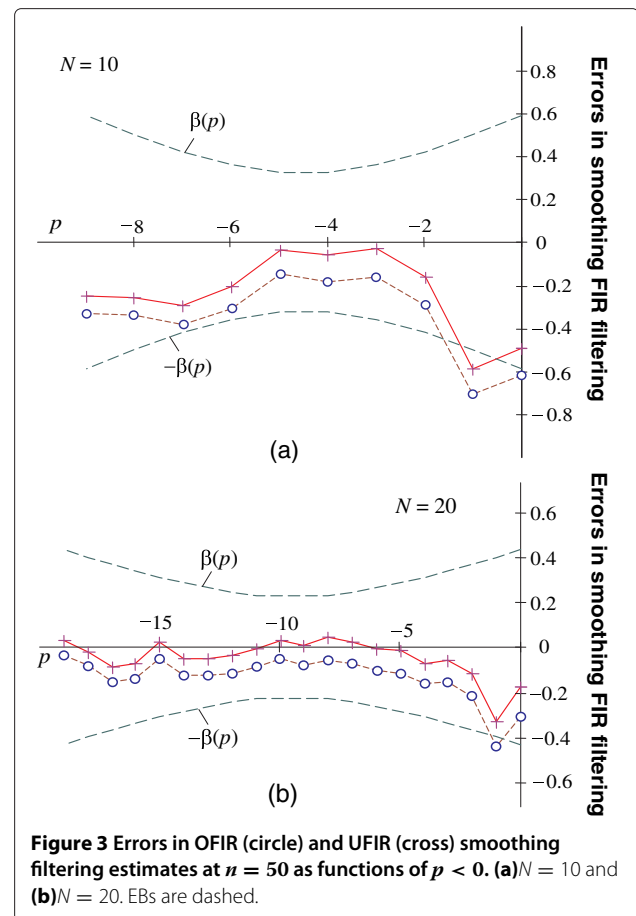 N = 10
β(p)
p
−8
−6
−4
−2
0.8
0.6
0.4
0.2
0
−0.2
−0.4
−0.6
−0.8
−β(p)
Errors in smoothing FIR filtering
(a)
N = 20
β(p)
p
−15
−10
−5
0.6
0.4
0.2
0
−0.2
−0.4
−0.6
−β(p)
Errors in smoothing FIR filtering
(b)
Figure 3 Errors in OFIR (circle) and UFIR (cross) smoothing
filtering estimates at n = 50 as functions of p < 0. (a)N = 10 and
(b)N = 20. EBs are dashed.